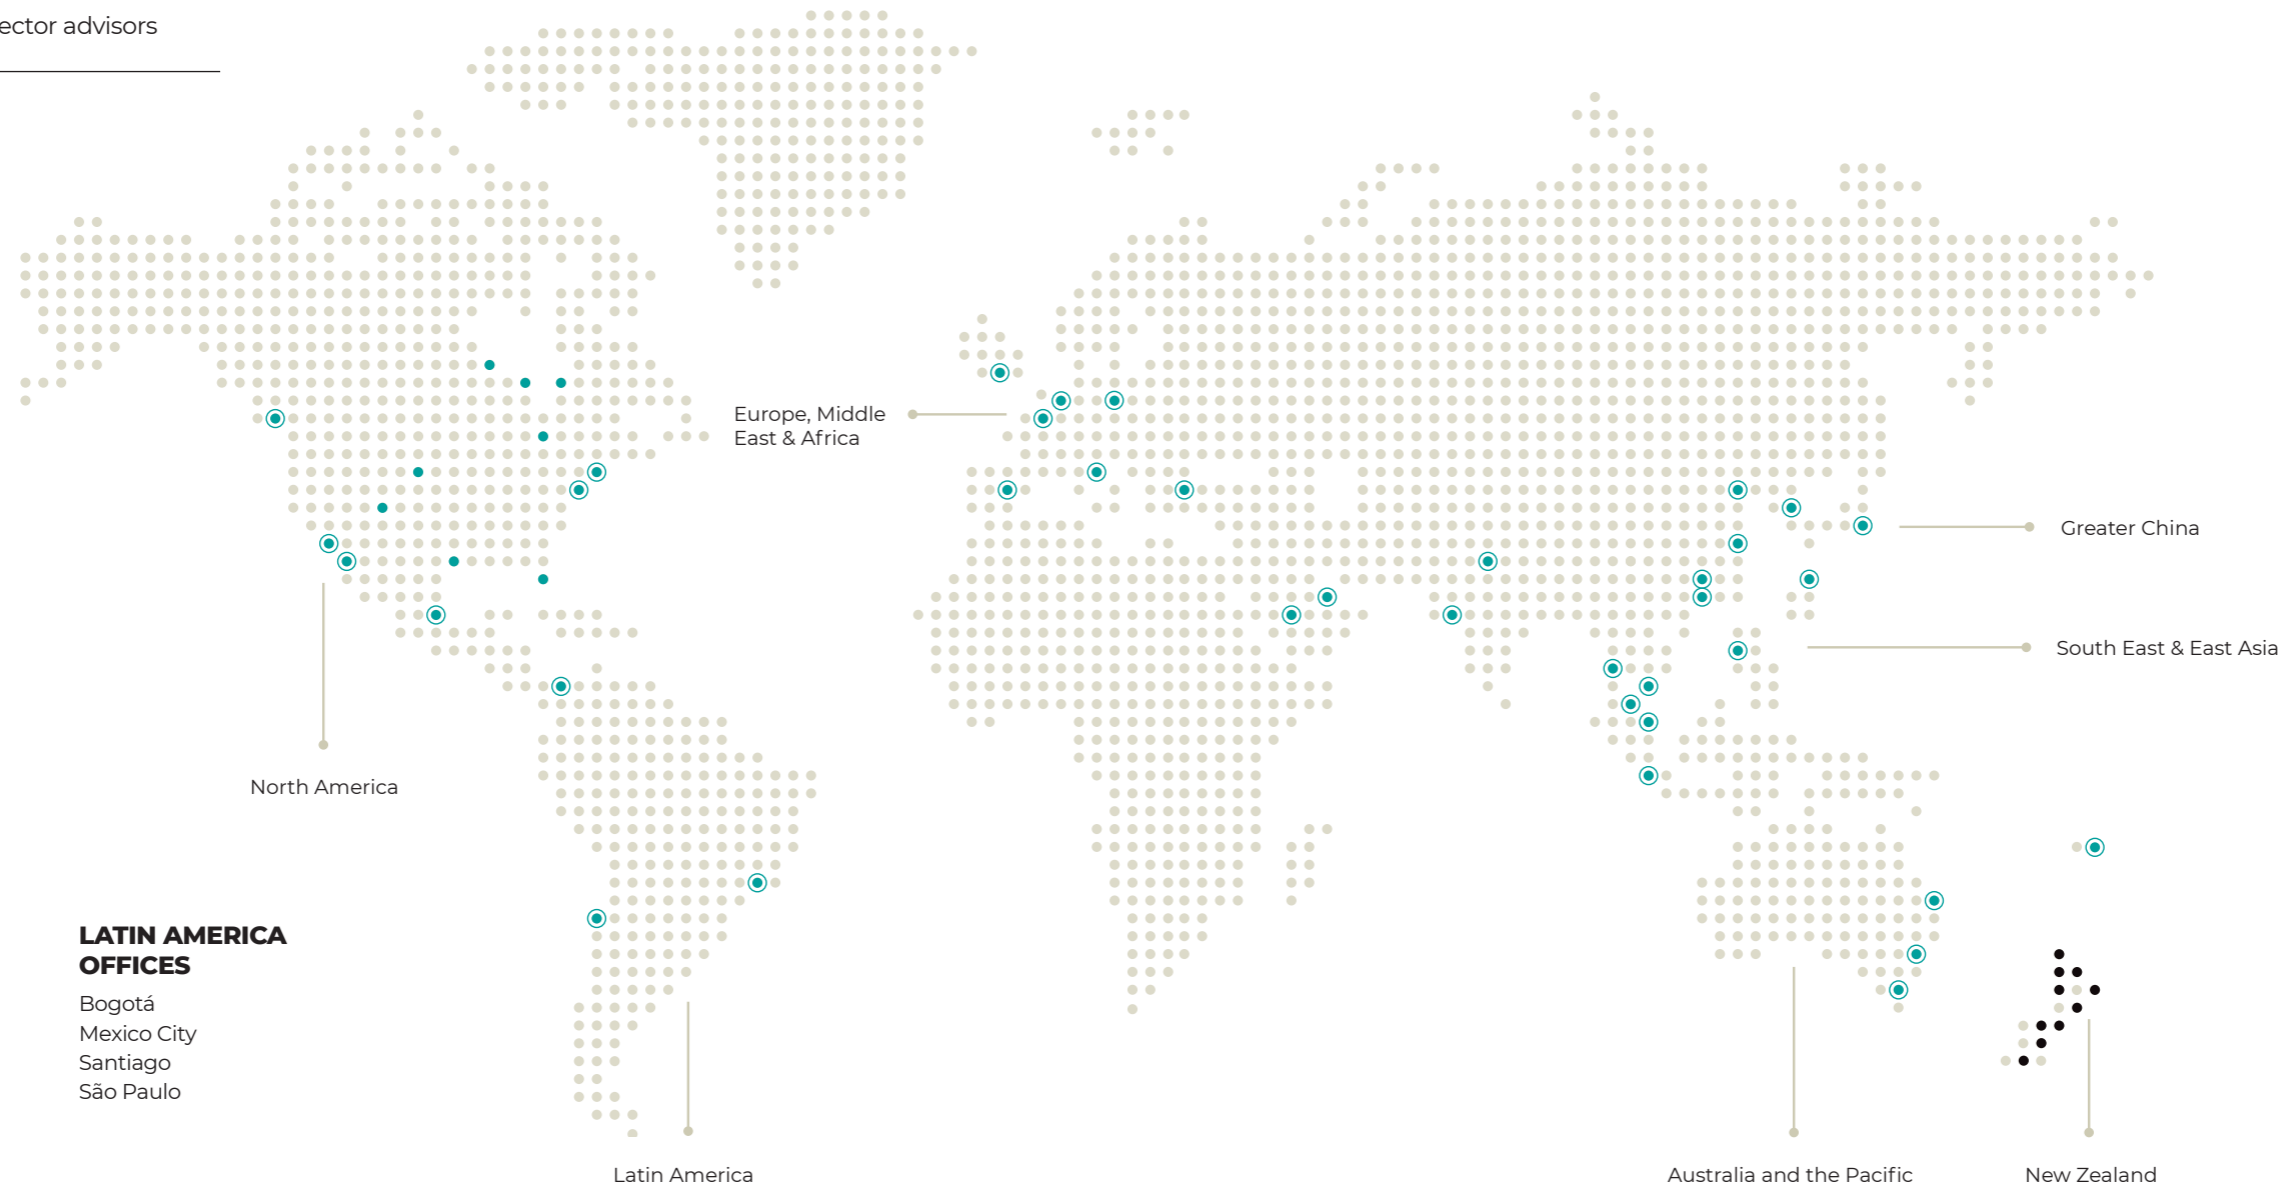 ector advisors
Europe, Middle
East & Africa
Greater China
South East & East Asia
North America
LATIN AMERICA
OFFICES
Bogotá
Mexico City
Santiago
São Paulo
Latin America
Australia and the Pacific
New Zealand